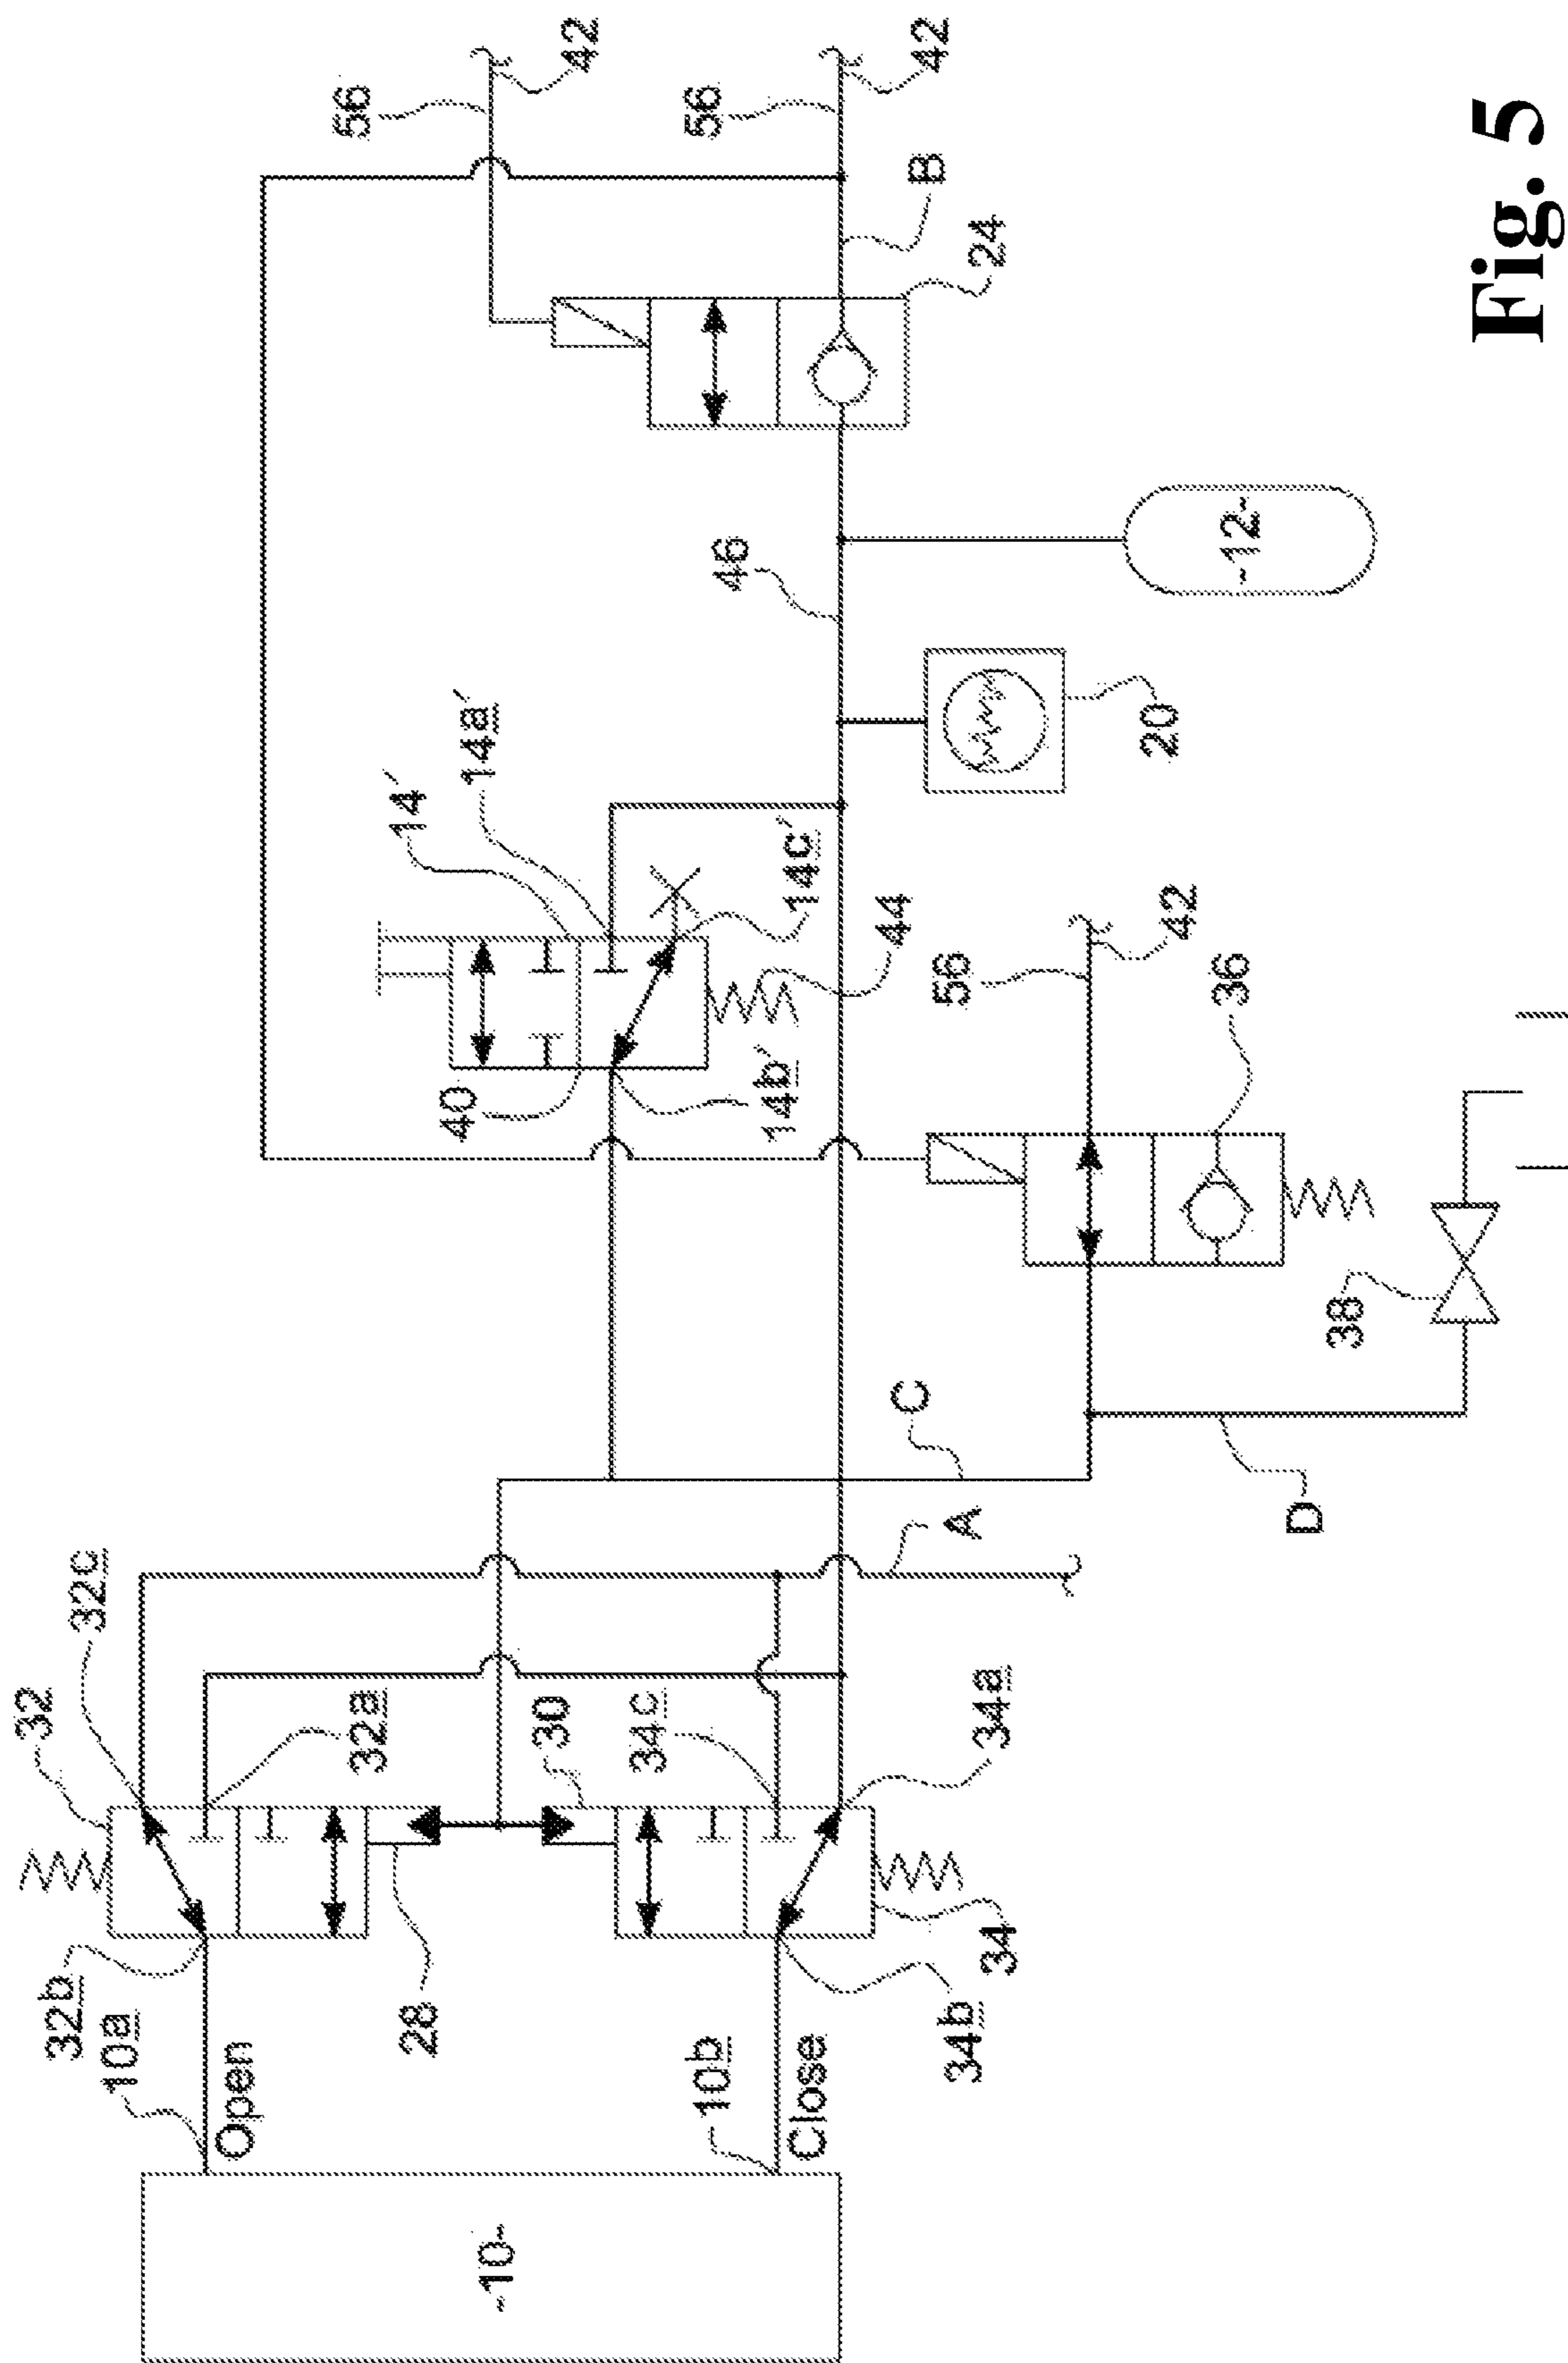 32
32c
32a
32b
10a
Open
28
30
34c
34a
34
34b
10b
Close
-10-
A
C
D
14´
14a´
14b´
14c´
40
44
46
20
-12-
56
42
36
38
56
42
56
42
B
24
Fig. 5